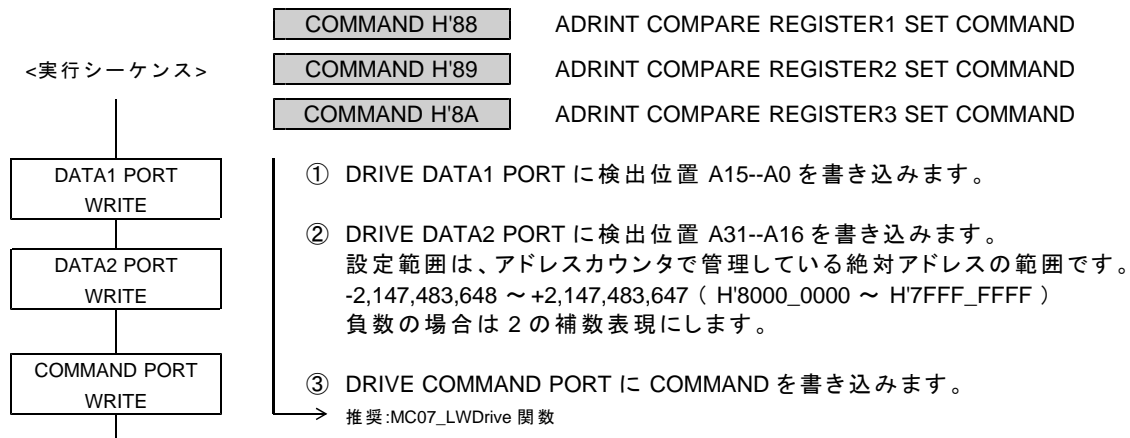 COMMAND H'88 ADRINT COMPARE REGISTER1 SET COMMAND
<実行シーケンス> COMMAND H'89 ADRINT COMPARE REGISTER2 SET COMMAND
COMMAND H'8A ADRINT COMPARE REGISTER3 SET COMMAND
DATA1 PORT
WRITE
DATA2 PORT
WRITE
COMMAND PORT
WRITE
① DRIVE DATA1 PORT に検出位置 A15--A0 を書き込みます。
② DRIVE DATA2 PORT に検出位置 A31--A16 を書き込みます。
設定範囲は、アドレスカウンタで管理している絶対アドレスの範囲です。
-2,147,483,648 ～ +2,147,483,647 ( H'8000_0000 ～ H'7FFF_FFFF )
負数の場合は 2 の補数表現にします。
③ DRIVE COMMAND PORT に COMMAND を書き込みます。
推奨:MC07_LWDrive 関数